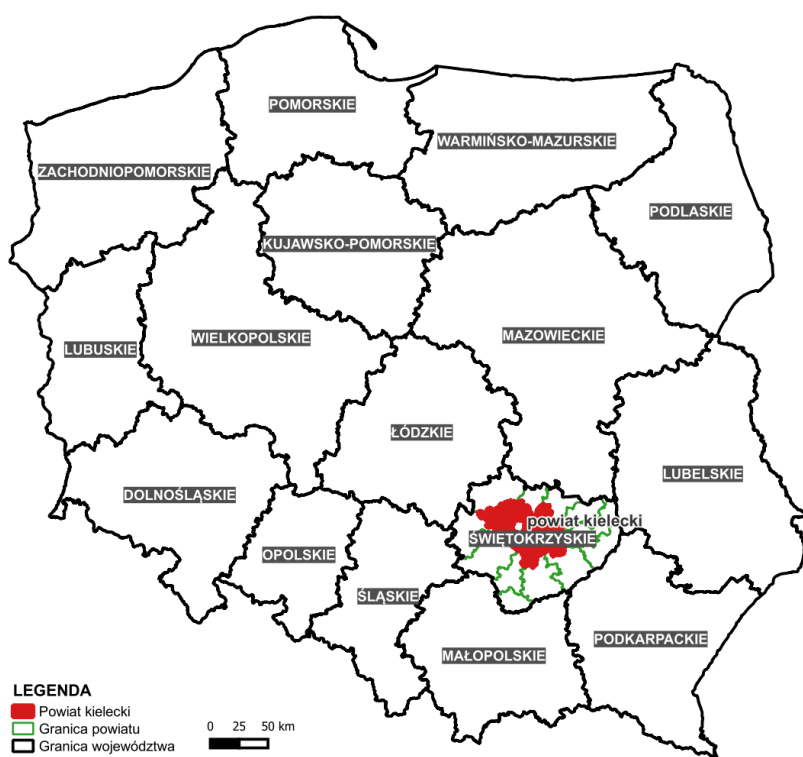 POMORSKIE
WARMIŃSKO-MAZURSKIE
ZACHODNIOPOMORSKIE
PODLASKIE
KUJAWSKO-POMORSKIE
WIELKOPOLSKIE
MAZOWIECKIE
LUBUSKIE
ŁÓDZKIE
LUBELSKIE
DOLNOŚLĄSKIE
powiat kielecki
ŚWIĘTOKRZYSKIE
OPOLSKIE
ŚLĄSKIE
PODKARPACKIE
MAŁOPOLSKIE
LEGENDA
Powiat kielecki
Granica powiatu
Granica województwa
0 25 50 km